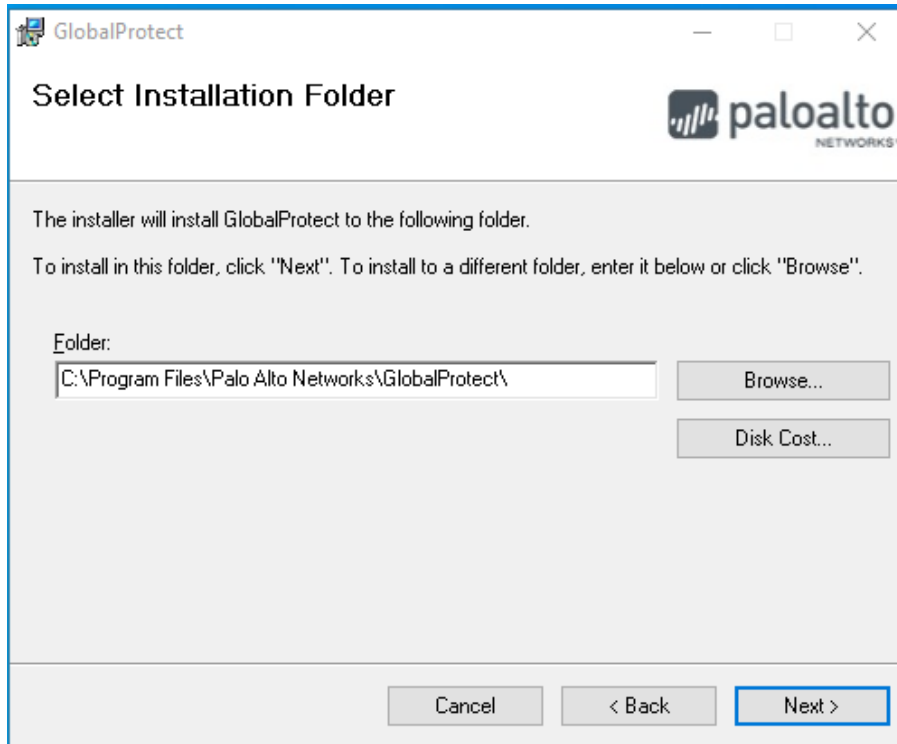 GlobalProtect
Select Installation Folder
paloalto
NETWORKS
The installer will install GlobalProtect to the following folder.
To install in this folder, click "Next". To install to a different folder, enter it below or click "Browse".
Folder:
C:\Program Files\Palo Alto Networks\GlobalProtect\
Browse...
Disk Cost...
Cancel
< Back
Next >